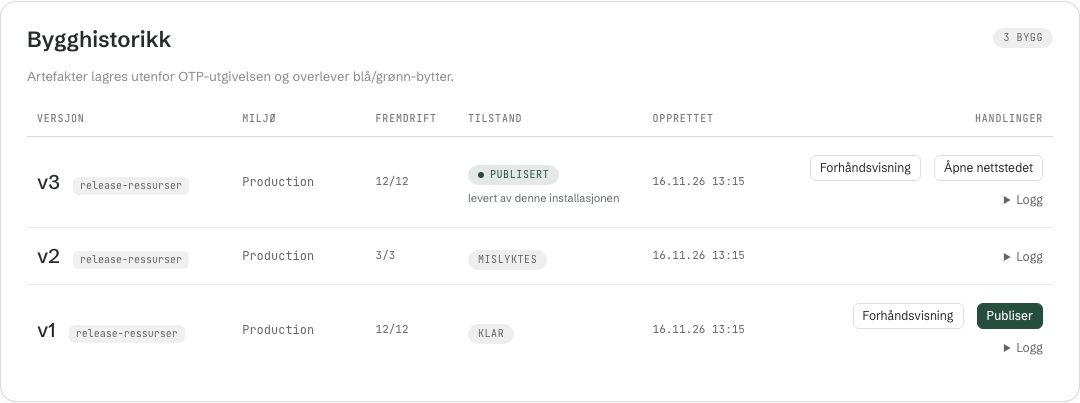 Bygghistorikk
3 BYGG
Artefakter lagres utenfor OTP-utgivelsen og overlever blå/grønn-bytter.
VERSJON MILJØ FREMDRIFT TILSTAND OPPRETTET HANDLINGER
v3 release-ressurser Production 12/12 PUBLISERT 16.11.26 13:15 Forhåndsvisning Åpne nettstedet
levert av denne installasjonen
Logg
v2 release-ressurser Production 3/3 MISLYKTES 16.11.26 13:15 Logg
v1 release-ressurser Production 12/12 KLAR 16.11.26 13:15 Forhåndsvisning Publiser
Logg